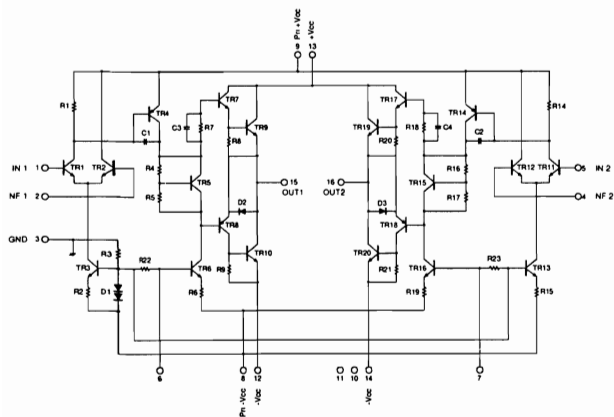 Pri +Vcc
+Vcc
9
13
R1
TR4
TR7
TR17
TR14
R14
C1
C3
R7
TR9
TR19
R18
C4
C2
R8
R20
IN 1 1
TR1
TR2
R4
TR5
R5
15
OUT1
16
OUT2
TR15
R16
R17
TR12
TR11
5 IN 2
NF 1 2
4 NF 2
D2
D3
TR8
TR18
GND 3
R3
TR3
R22
TR6
R9
TR10
TR20
R21
TR16
R23
TR13
R2
D1
R6
R19
R15
6
8
12
11
10
14
7
Pri -Vcc
-Vcc
-Vcc